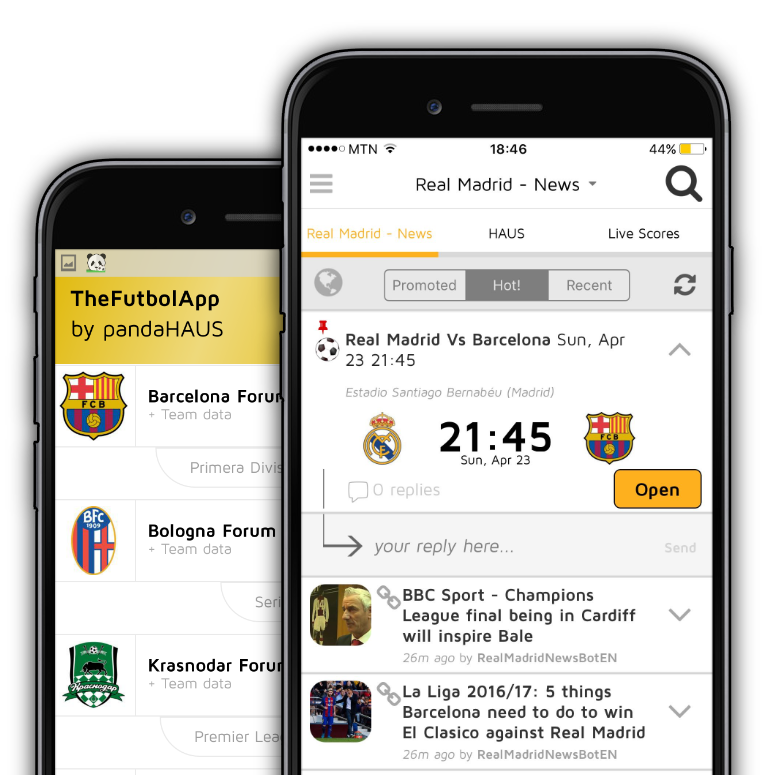 TheFutbolApp
by pandaHAUS
FCB
Barcelona Forum
+ Team data
Primera Divis
BFC
1909
Bologna Forum
+ Team data
Seri
Краснодар
Krasnodar Forum
+ Team data
Premier Lea
MTN
18:46
44%
Real Madrid - News
Real Madrid - News
HAUS
Live Scores
Promoted
Hot!
Recent
Real Madrid Vs Barcelona Sun, Apr
23 21:45
Estadio Santiago Bernabéu (Madrid)
21:45
Sun, Apr 23
FCB
0 replies
Open
your reply here...
Send
BBC Sport - Champions
League final being in Cardiff
will inspire Bale
26m ago by RealMadridNewsBotEN
La Liga 2016/17: 5 things
Barcelona need to do to win
El Clasico against Real Madrid
26m ago by RealMadridNewsBotEN